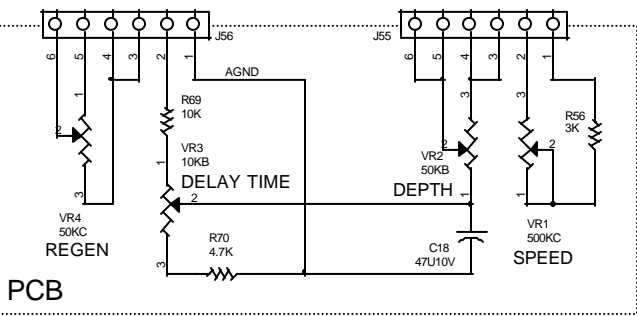 J56
J55
6 5 4 3 2 1
6 5 4 3 2 1
AGND
R69
10K
1
2
3
VR4
50KC
REGEN
1
VR3
10KB
DELAY TIME
2
3
R70
4.7K
3
2
VR2
50KB
DEPTH
1
C18
47U10V
3
2
1
VR1
500KC
SPEED
R56
3K
PCB